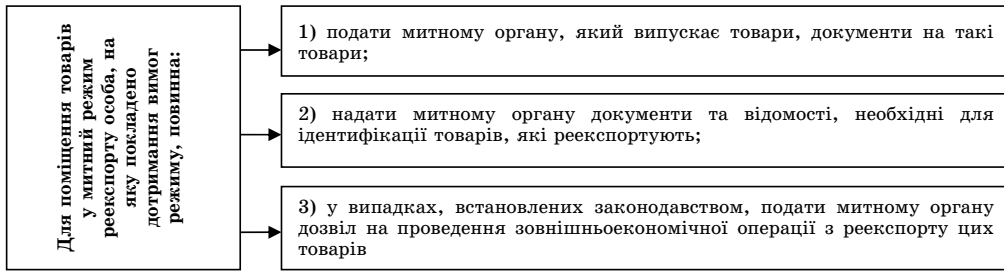 Для поміщення товарів
у митний режим
реекспорту особа, на
яку покладено
дотримання вимог
режиму, повинна:
1) подати митному органу, який випускає товари, документи на такі
товари;
2) надати митному органу документи та відомості, необхідні для
ідентифікації товарів, які реекспортують;
3) у випадках, встановлених законодавством, подати митному органу
дозвіл на проведення зовнішньоекономічної операції з реекспорту цих
товарів